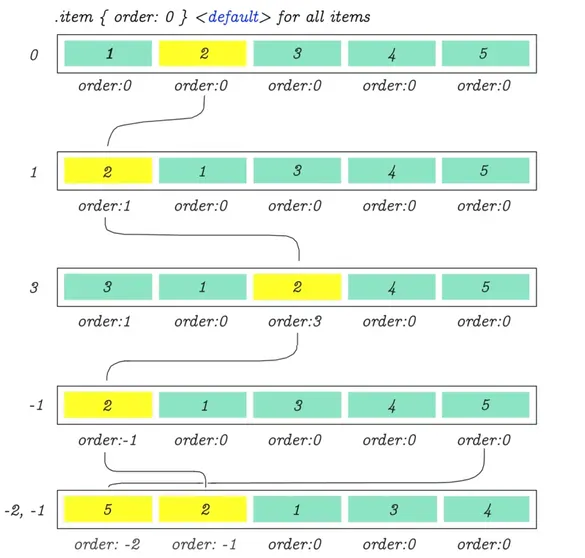 .item { order: 0 } <default> for all items
0 1 2 3 4 5
order:0 order:0 order:0 order:0 order:0
1 2 1 3 4 5
order:1 order:0 order:0 order:0 order:0
3 3 1 2 4 5
order:1 order:0 order:3 order:0 order:0
-1 2 1 3 4 5
order:-1 order:0 order:0 order:0 order:0
-2, -1 5 2 1 3 4
order: -2 order: -1 order:0 order:0 order:0